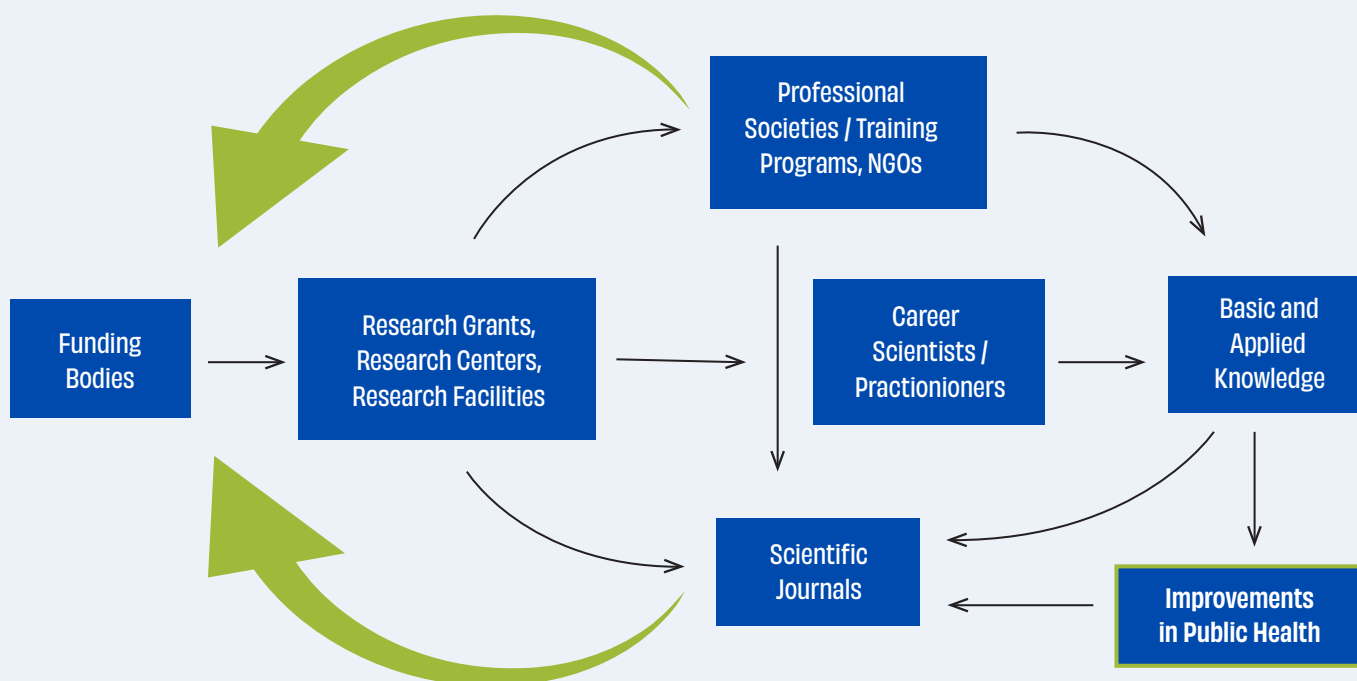 Professional
Societies / Training
Programs, NGOs
Funding
Bodies
Research Grants,
Research Centers,
Research Facilities
Career
Scientists /
Practionioners
Basic and
Applied
Knowledge
Scientific
Journals
Improvements
in Public Health